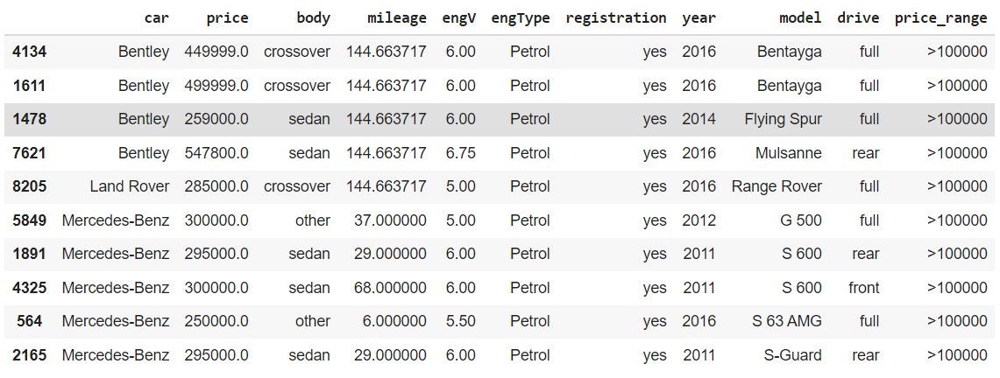 car price body mileage engV engType registration year model drive price_range
4134 Bentley 449999.0 crossover 144.663717 6.00 Petrol yes 2016 Bentayga full >100000
1611 Bentley 499999.0 crossover 144.663717 6.00 Petrol yes 2016 Bentayga full >100000
1478 Bentley 259000.0 sedan 144.663717 6.00 Petrol yes 2014 Flying Spur full >100000
7621 Bentley 547800.0 sedan 144.663717 6.75 Petrol yes 2016 Mulsanne rear >100000
8205 Land Rover 285000.0 crossover 144.663717 5.00 Petrol yes 2016 Range Rover full >100000
5849 Mercedes-Benz 300000.0 other 37.000000 5.00 Petrol yes 2012 G 500 full >100000
1891 Mercedes-Benz 295000.0 sedan 29.000000 6.00 Petrol yes 2011 S 600 rear >100000
4325 Mercedes-Benz 300000.0 sedan 68.000000 6.00 Petrol yes 2011 S 600 front >100000
564 Mercedes-Benz 250000.0 other 6.000000 5.50 Petrol yes 2016 S 63 AMG full >100000
2165 Mercedes-Benz 295000.0 sedan 29.000000 6.00 Petrol yes 2011 S-Guard rear >100000